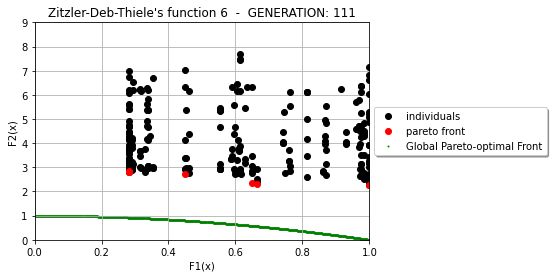 Zitzler-Deb-Thiele's function 6 - GENERATION: 111
9
8
7
6
5
4
3
2
1
0
F2(x)
0.0 0.2 0.4 0.6 0.8 1.0
F1(x)
individuals
pareto front
Global Pareto-optimal Front